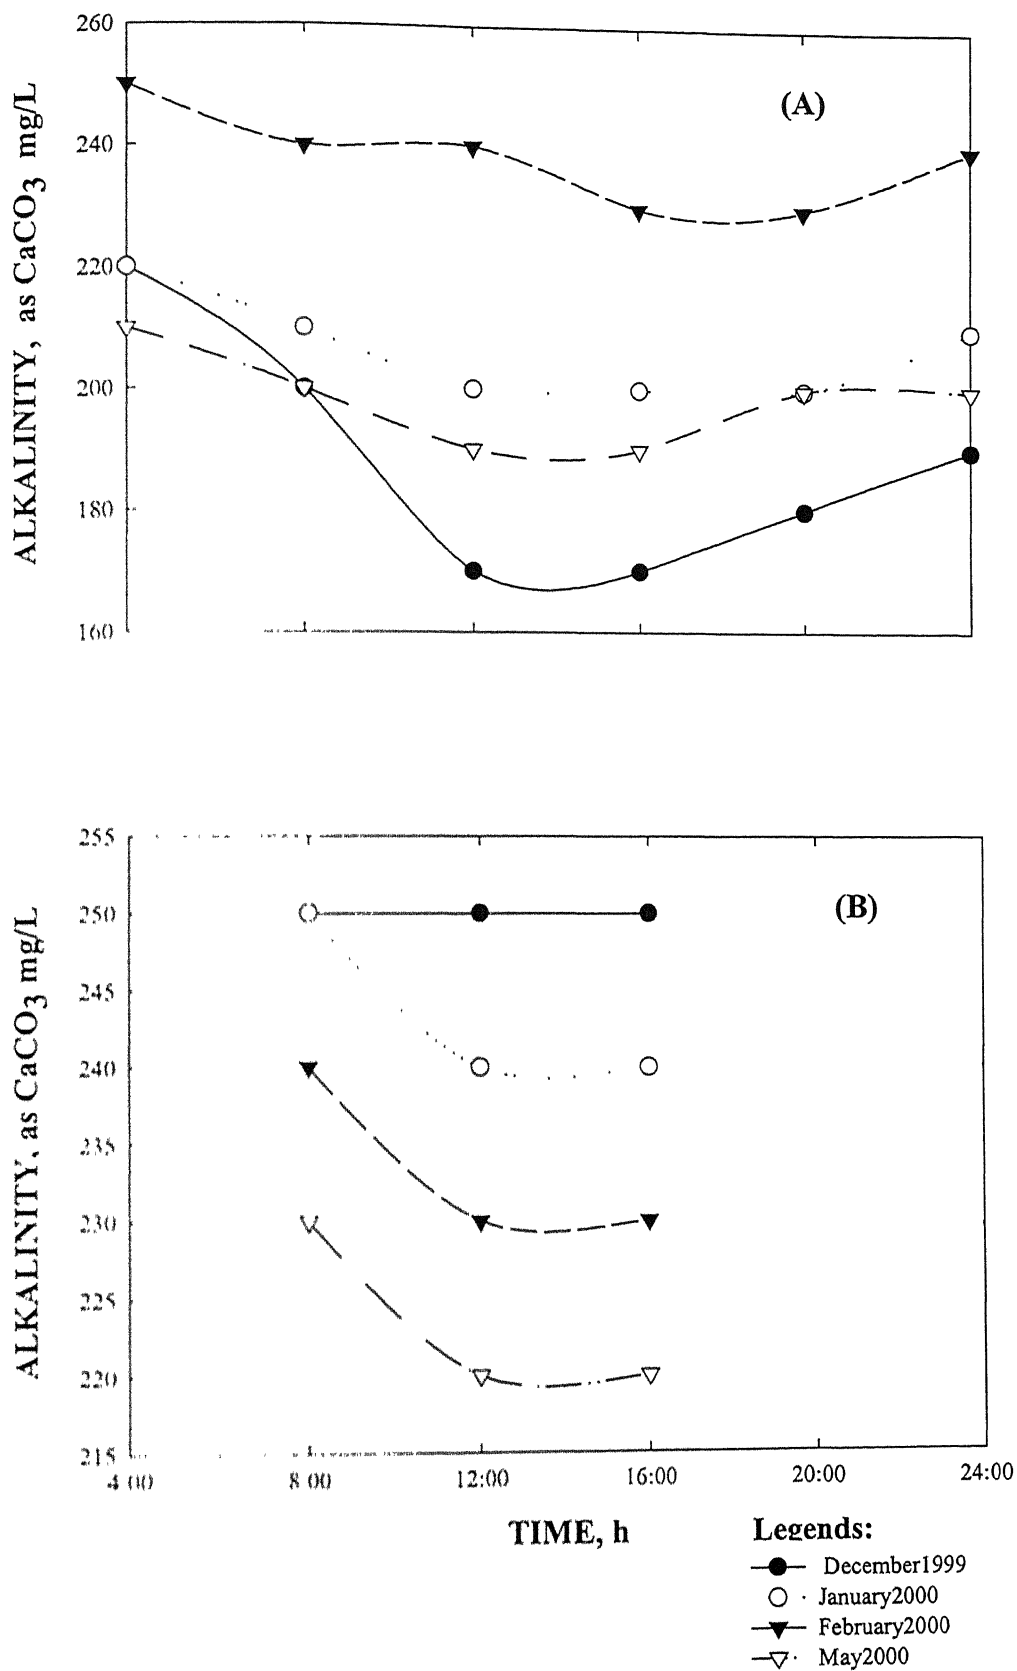 260
240
220
200
180
160
ALKALINITY, as CaCO3 mg/L
(A)
255
250
245
240
235
230
225
220
215
ALKALINITY, as CaCO3 mg/L
(B)
4:00 8:00 12:00 16:00 20:00 24:00
TIME, h
Legends:
December1999
January2000
February2000
May2000